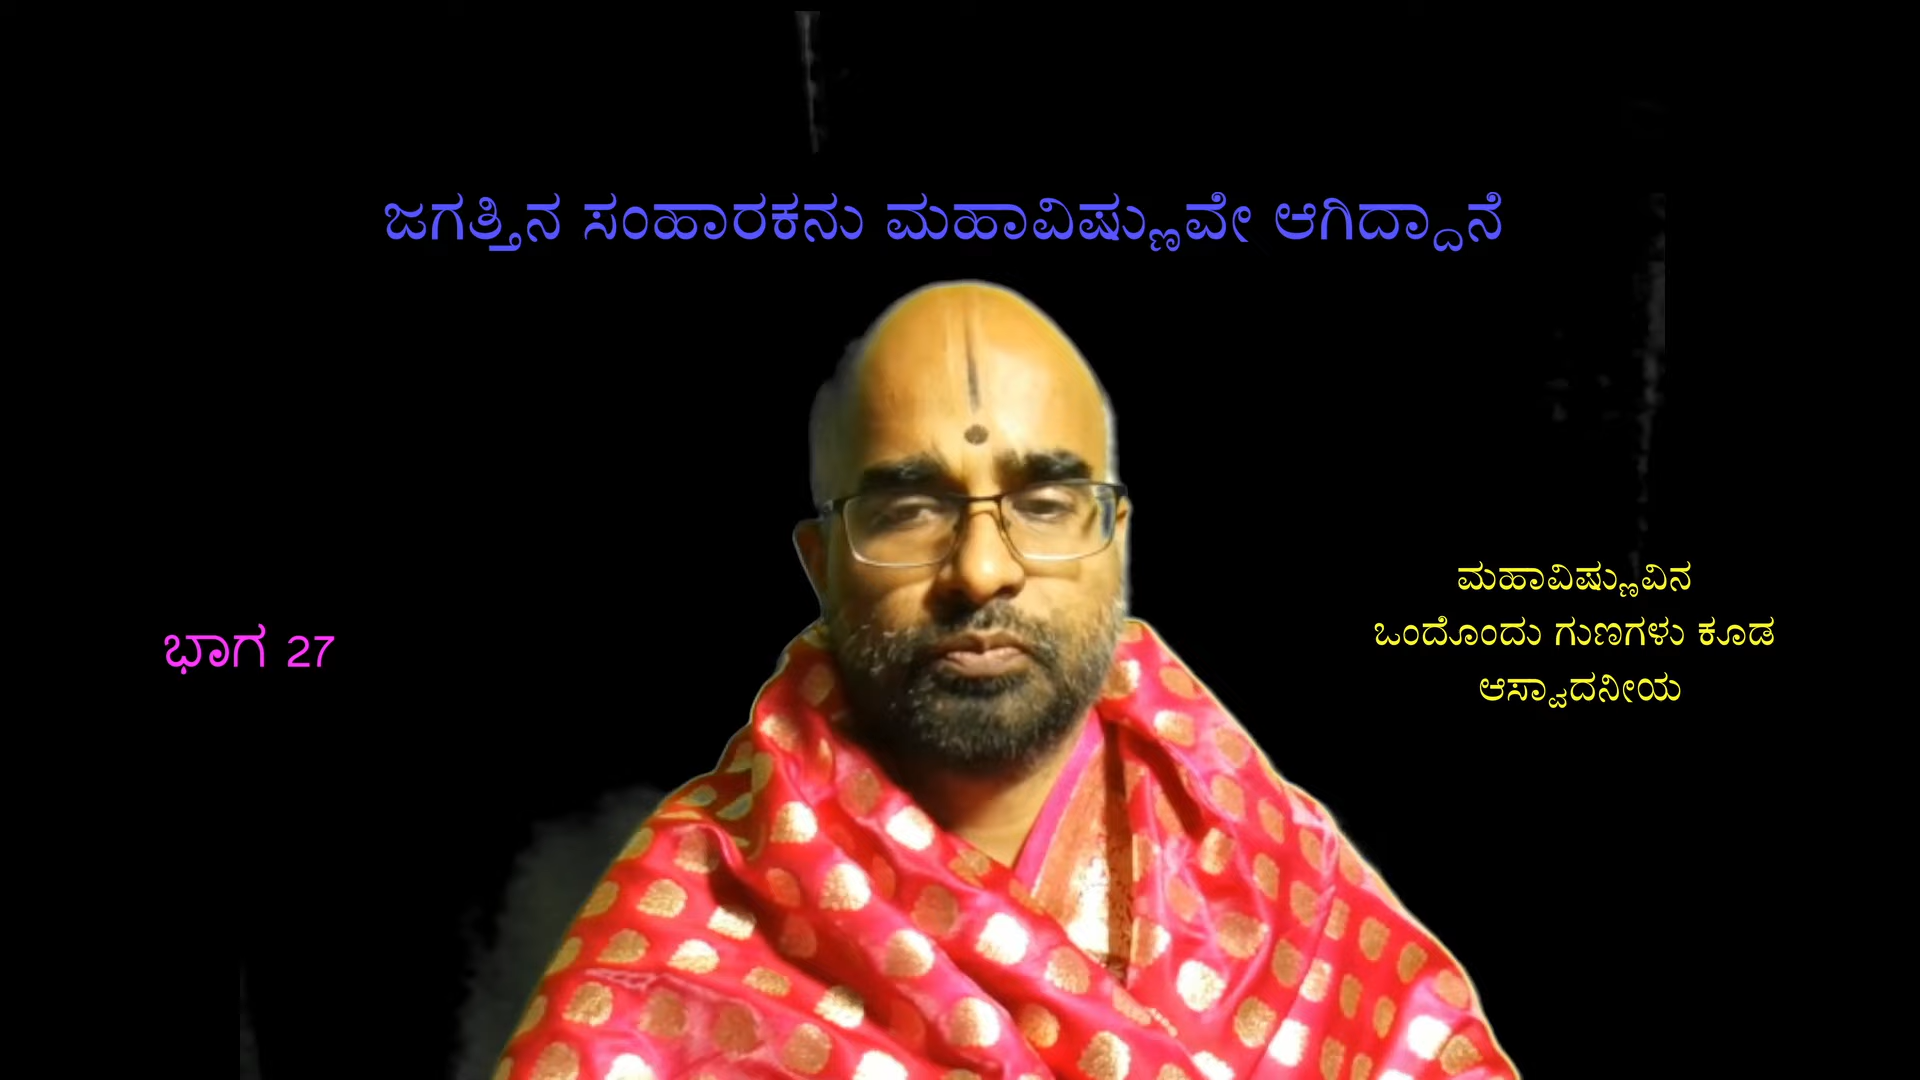 ಜಗತ್ತಿನ ಸಂಹಾರಕನು ಮಹಾವಿಷ್ಣುವೇ ಆಗಿದ್ದಾನೆ
ಭಾಗ 27
ಮಹಾವಿಷ್ಣುವಿನ
ಒಂದೊಂದು ಗುಣಗಳು ಕೂಡ
ಆಸ್ವಾದನೀಯ